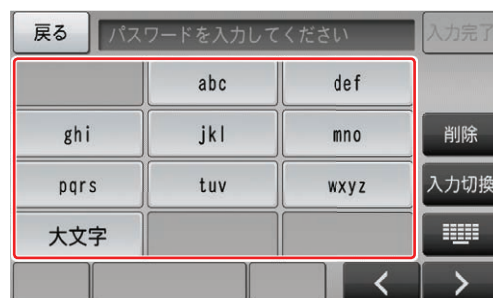 戻る パスワードを入力してください 入力完了
abc def
ghi jkl mno 削除
pqrs tuv wxyz 入力切換
大文字
< >